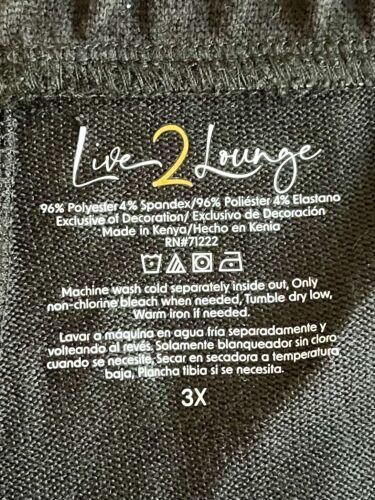 Live 2 Lounge
96% Polyester 4% Spandex/96% Poliéster 4% Elastano
Exclusive of Decoration/ Exclusivo de Decoración
Made in Kenya/Hecho en Kenia
RN#71222
Machine wash cold separately inside out, Only
non-chlorine bleach when needed, Tumble dry low,
Warm iron if needed.
Lavar a máquina en agua fría separadamente y
volteando al revés. Solamente blanqueador sin cloro
cuando se necesite, Secar en secadora a temperatura
baja, Plancha tibia si se necesita.
3X